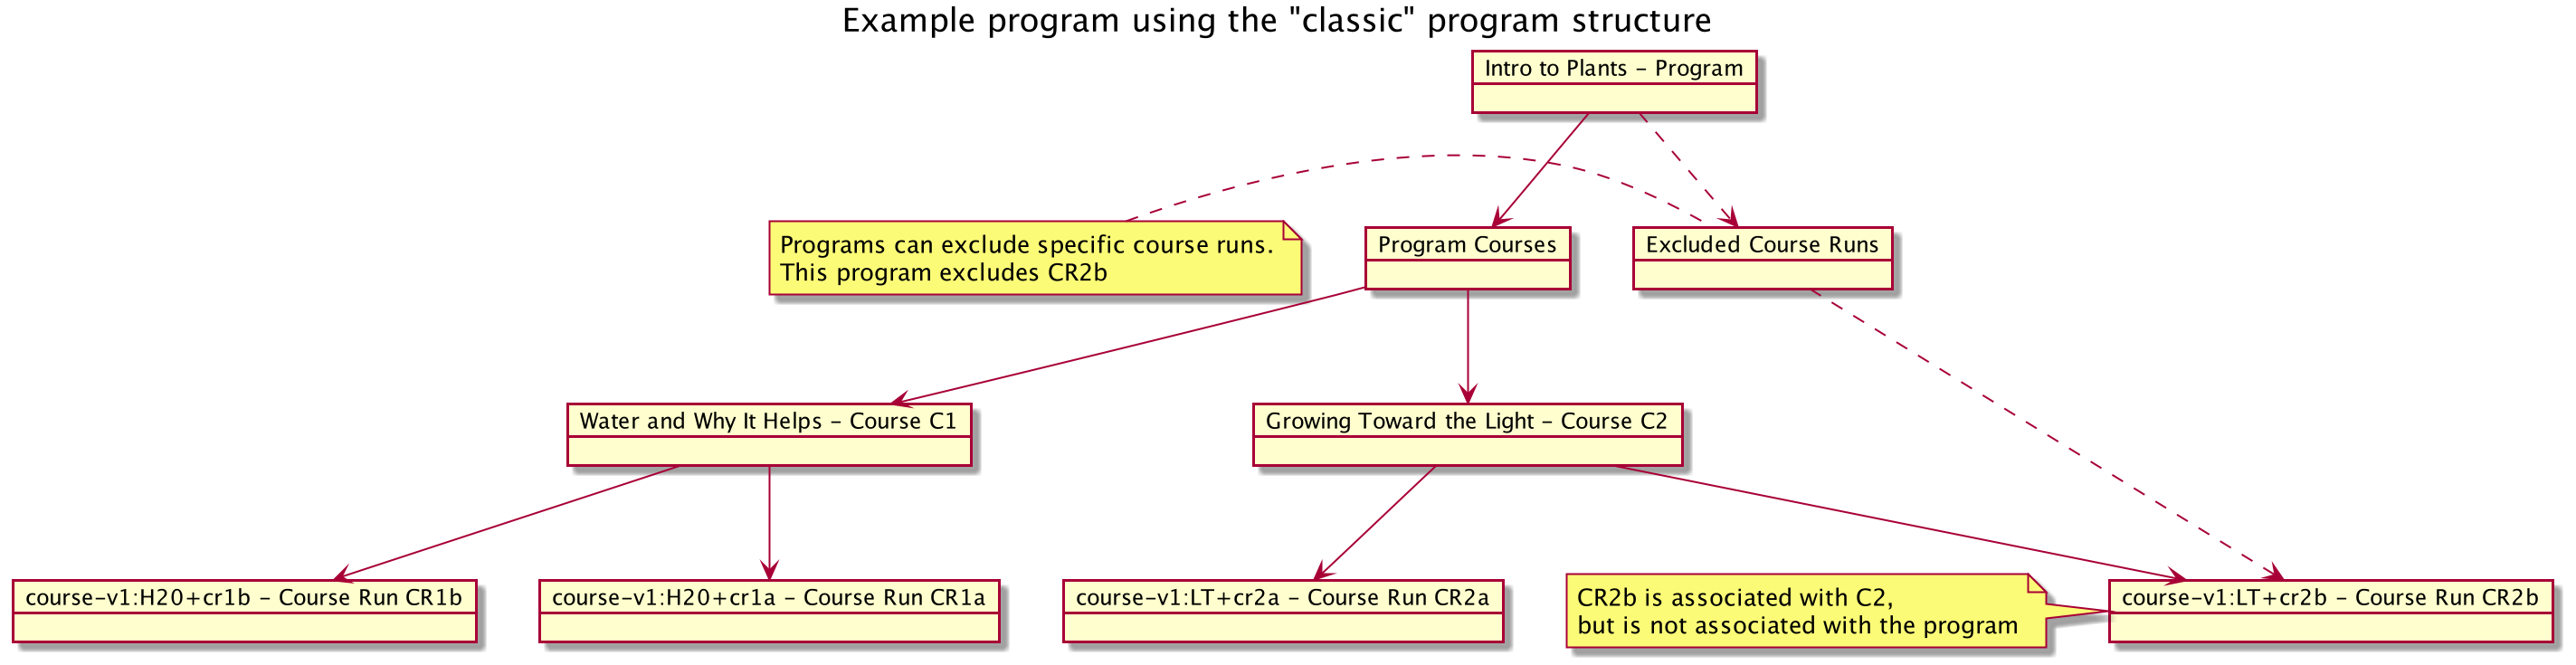 Example program using the "classic" program structure
Intro to Plants - Program
Programs can exclude specific course runs.
This program excludes CR2b
Program Courses
Excluded Course Runs
Water and Why It Helps - Course C1
Growing Toward the Light - Course C2
course-v1:H20+cr1b - Course Run CR1b
course-v1:H20+cr1a - Course Run CR1a
course-v1:LT+cr2a - Course Run CR2a
CR2b is associated with C2,
but is not associated with the program
course-v1:LT+cr2b - Course Run CR2b